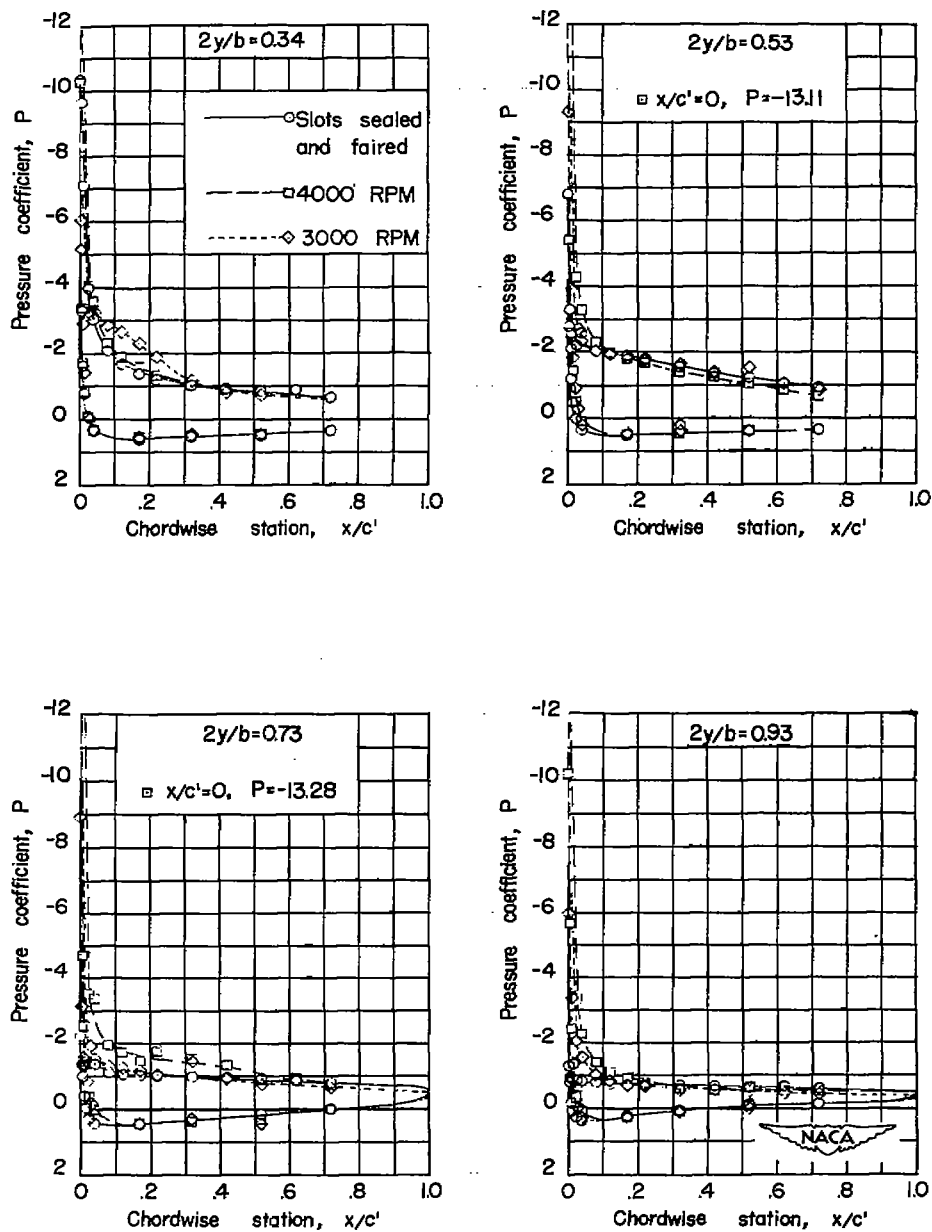 2y/b=0.34
Slots sealed
and faired
4000 RPM
3000 RPM
Pressure coefficient, P
-12
-10
-8
-6
-4
-2
0
2
0 .2 .4 .6 .8 1.0
Chordwise station, x/c'
2y/b=0.53
x/c'=0, P=-13.11
Pressure coefficient, P
-12
-10
-8
-6
-4
-2
0
2
0 .2 .4 .6 .8 1.0
Chordwise station, x/c'
2y/b=0.73
x/c'=0, P=-13.28
Pressure coefficient, P
-12
-10
-8
-6
-4
-2
0
2
0 .2 .4 .6 .8 1.0
Chordwise station, x/c'
2y/b=0.93
Pressure coefficient, P
-12
-10
-8
-6
-4
-2
0
2
0 .2 .4 .6 .8 1.0
Chordwise station, x/c'
NACA